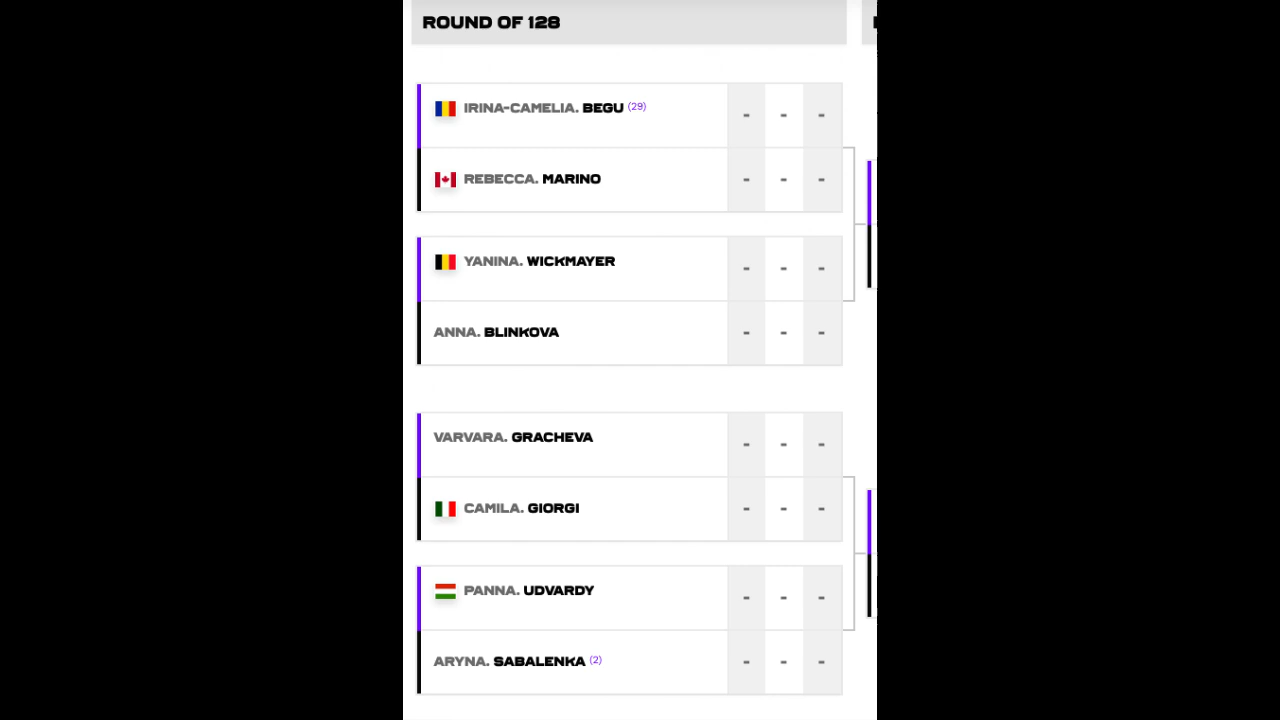 ROUND OF 128
IRINA-CAMELIA. BEGU (29) - - -
REBECCA. MARINO - - -
YANINA. WICKMAYER - - -
ANNA. BLINKOVA - - -
VARVARA. GRACHEVA - - -
CAMILA. GIORGI - - -
PANNA. UDVARDY - - -
ARYNA. SABALENKA (2) - - -